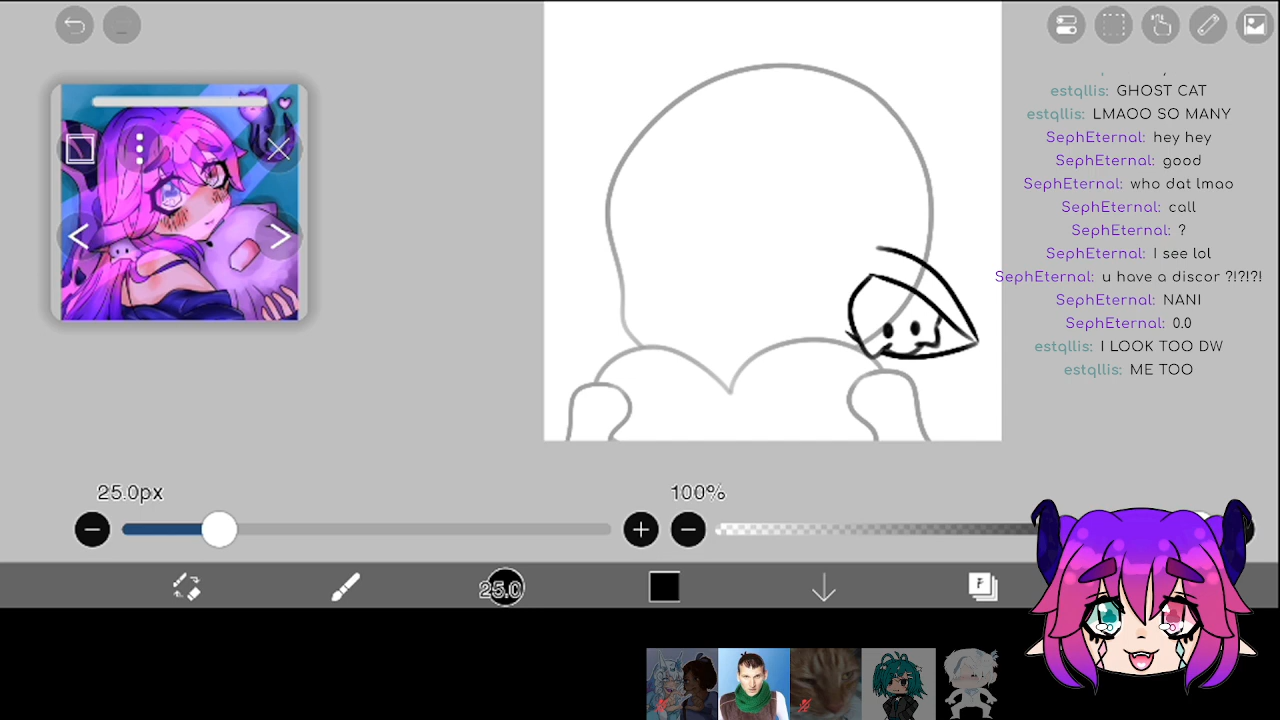 estqllis: GHOST CAT
estqllis: LMAOO SO MANY
SephEternal: hey hey
SephEternal: good
SephEternal: who dat lmao
SephEternal: call
SephEternal: ?
SephEternal: I see lol
SephEternal: u have a discor ?!?!?!
SephEternal: NANI
SephEternal: 0.0
estqllis: I LOOK TOO DW
estqllis: ME TOO
25.0px
100%
25.0
F